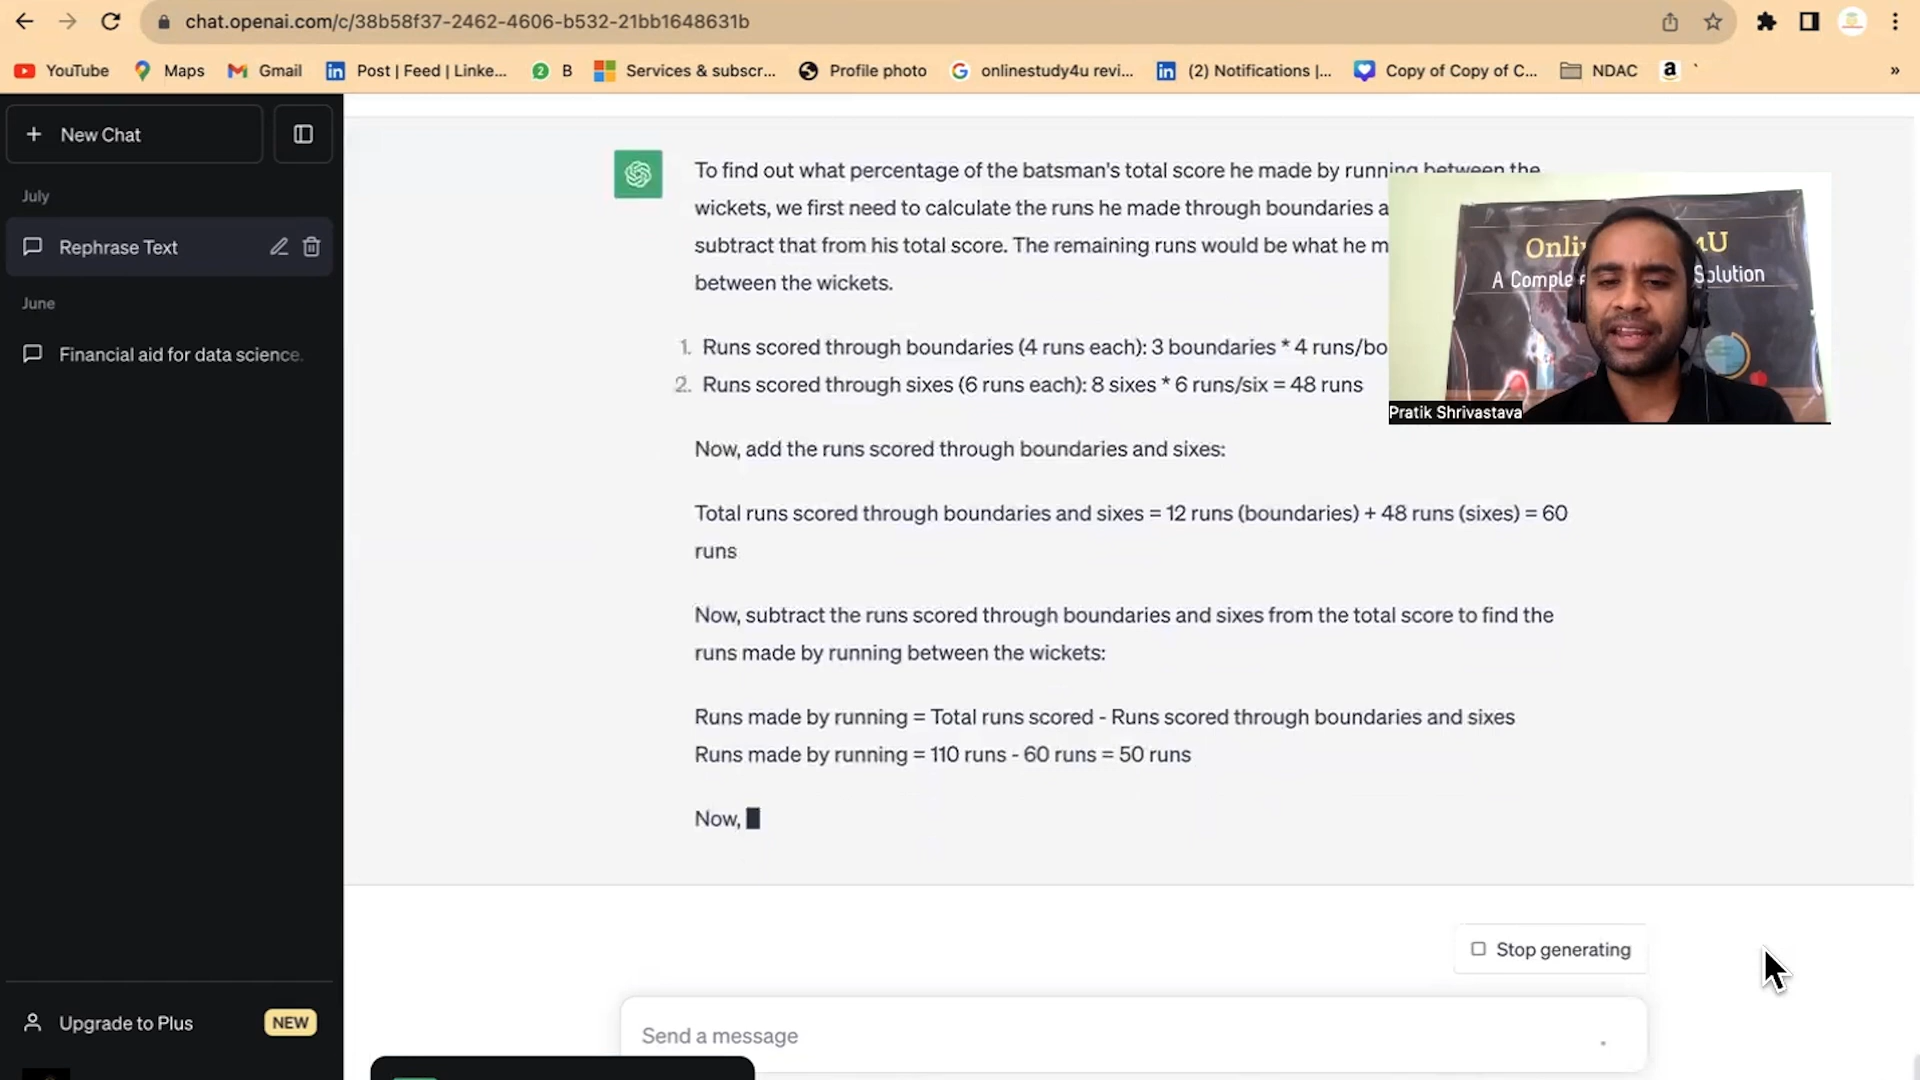 chat.openai.com/c/38b58f37-2462-4606-b532-21bb1648631b
YouTube Maps Gmail Post | Feed | Linke... 2 B Services & subscr... Profile photo onlinestudy4u revi... (2) Notifications |... Copy of Copy of C... NDAC »
+ New Chat
July
Rephrase Text
June
Financial aid for data science.
Upgrade to Plus NEW
To find out what percentage of the batsman's total score he made by running between the
wickets, we first need to calculate the runs he made through boundaries a
subtract that from his total score. The remaining runs would be what he m
between the wickets.
1. Runs scored through boundaries (4 runs each): 3 boundaries * 4 runs/bo
2. Runs scored through sixes (6 runs each): 8 sixes * 6 runs/six = 48 runs
Now, add the runs scored through boundaries and sixes:
Total runs scored through boundaries and sixes = 12 runs (boundaries) + 48 runs (sixes) = 60
runs
Now, subtract the runs scored through boundaries and sixes from the total score to find the
runs made by running between the wickets:
Runs made by running = Total runs scored - Runs scored through boundaries and sixes
Runs made by running = 110 runs - 60 runs = 50 runs
Now,
Stop generating
Send a message
Onli 4U
A Comple Solution
Pratik Shrivastava